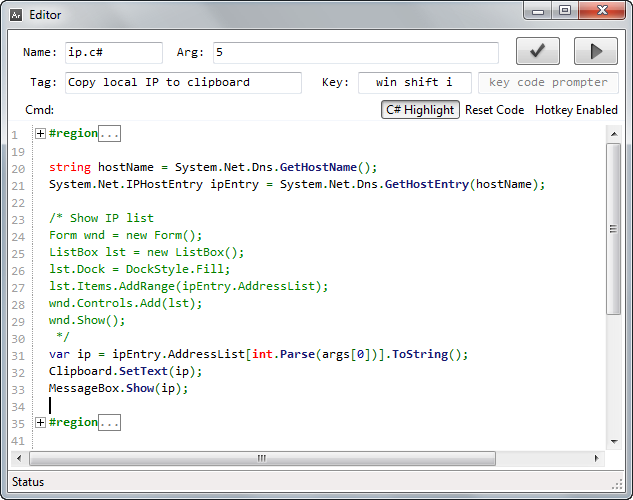 Ar Editor
Name: ip.c# Arg: 5
Tag: Copy local IP to clipboard Key: win shift i key code prompter
Cmd: C# Highlight Reset Code Hotkey Enabled
1 #region...
19
20 string hostName = System.Net.Dns.GetHostName();
21 System.Net.IPHostEntry ipEntry = System.Net.Dns.GetHostEntry(hostName);
22
23 /* Show IP list
24 Form wnd = new Form();
25 ListBox lst = new ListBox();
26 lst.Dock = DockStyle.Fill;
27 lst.Items.AddRange(ipEntry.AddressList);
28 wnd.Controls.Add(lst);
29 wnd.Show();
30 */
31 var ip = ipEntry.AddressList[int.Parse(args[0])].ToString();
32 Clipboard.SetText(ip);
33 MessageBox.Show(ip);
34
35 #region...
41
Status